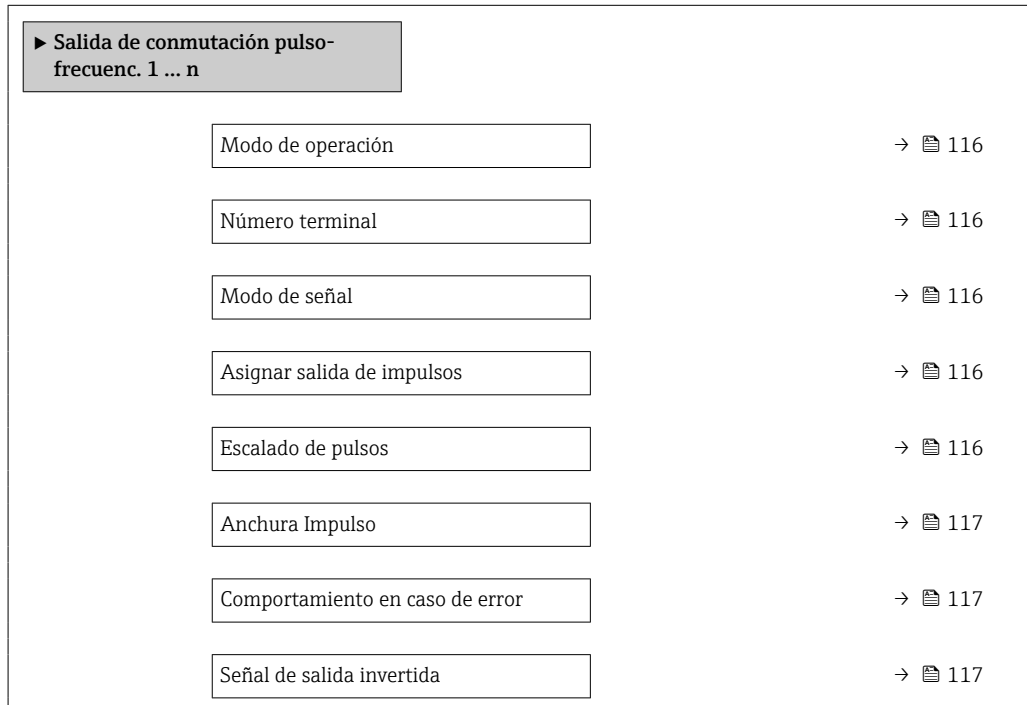 ▶ Salida de conmutación pulso-
frecuenc. 1 ... n
Modo de operación → 116
Número terminal → 116
Modo de señal → 116
Asignar salida de impulsos → 116
Escalado de pulsos → 116
Anchura Impulso → 117
Comportamiento en caso de error → 117
Señal de salida invertida → 117